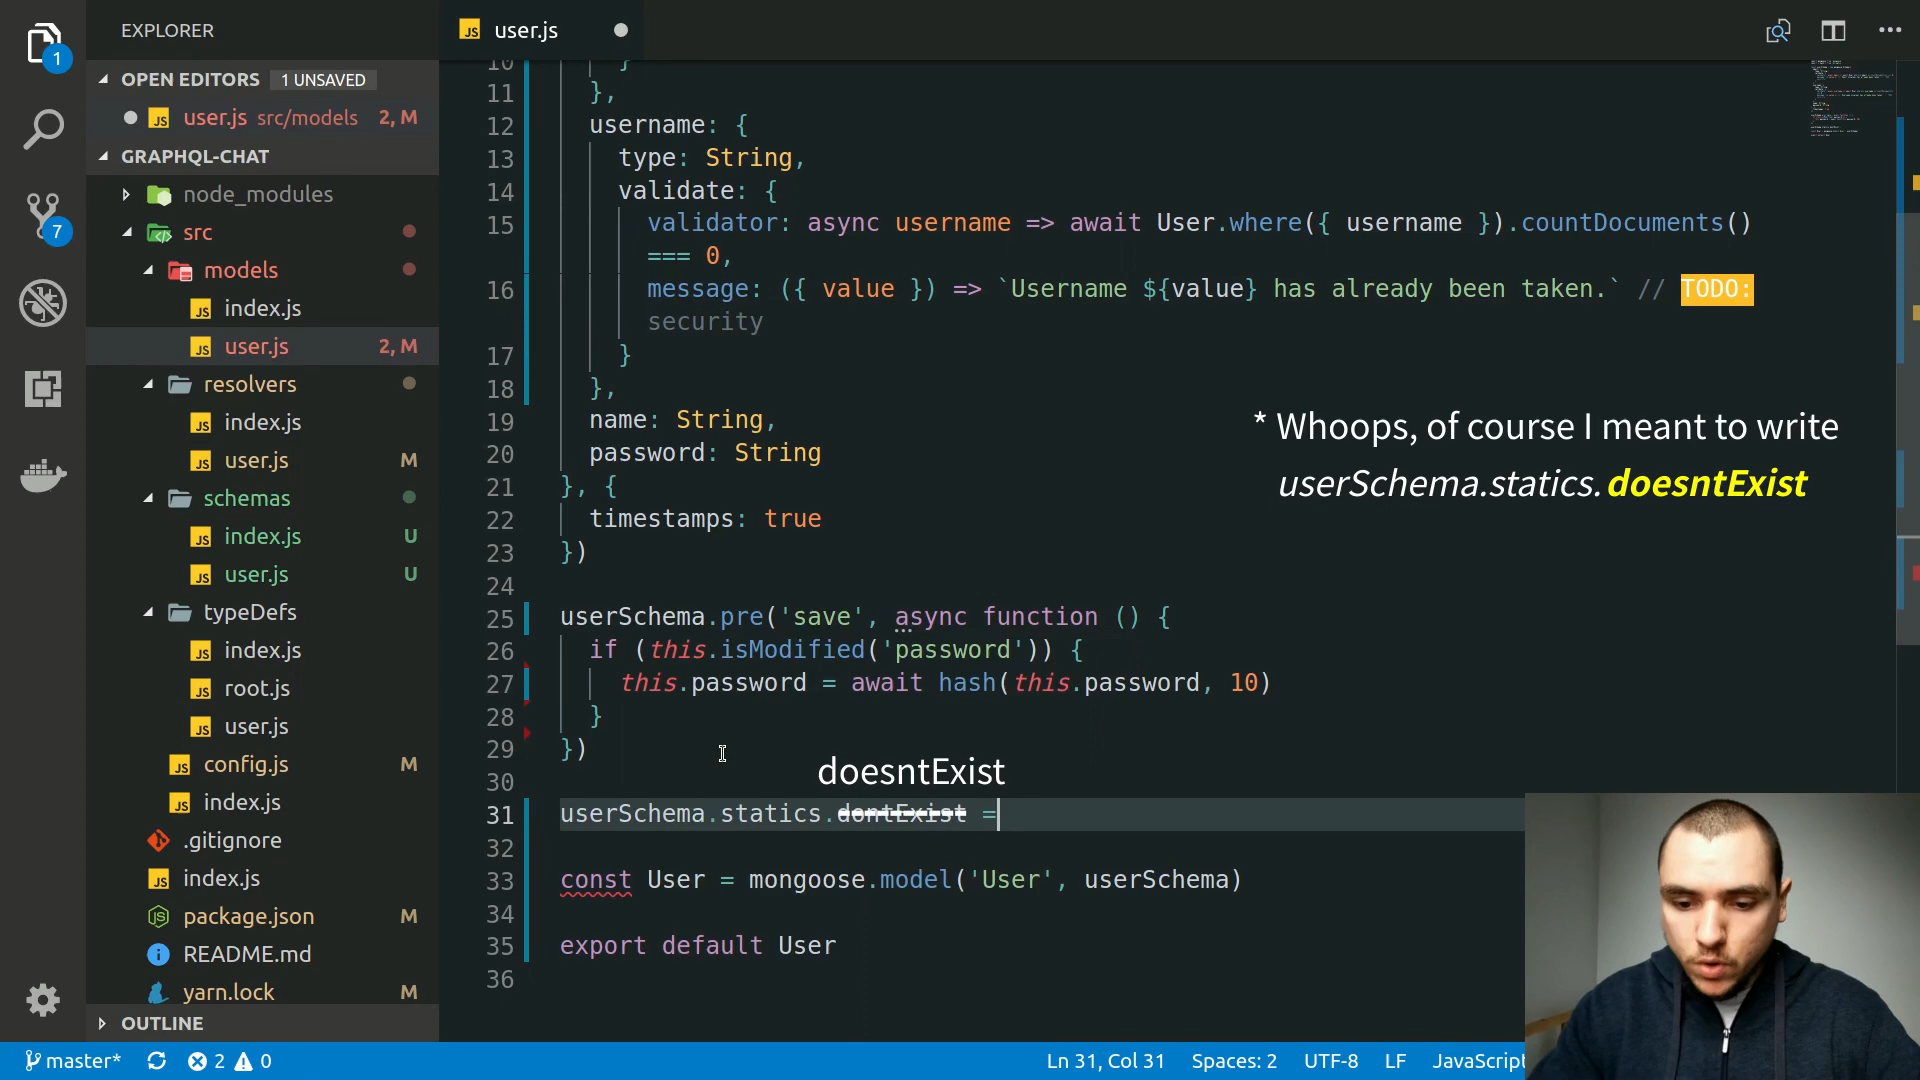 EXPLORER
OPEN EDITORS 1 UNSAVED
user.js src/models 2, M
GRAPHQL-CHAT
node_modules
src
models
index.js
user.js 2, M
resolvers
index.js
user.js M
schemas
index.js U
user.js U
typeDefs
index.js
root.js
user.js
config.js M
index.js
.gitignore
index.js
package.json M
README.md
yarn.lock M
OUTLINE
1
7
user.js
10 }
11 },
12 username: {
13 type: String,
14 validate: {
15 validator: async username => await User.where({ username }).countDocuments()
=== 0,
16 message: ({ value }) => `Username ${value} has already been taken.` // TODO:
security
17 }
18 },
19 name: String,
20 password: String
21 }, {
22 timestamps: true
23 })
24
25 userSchema.pre('save', async function () {
26 if (this.isModified('password')) {
27 this.password = await hash(this.password, 10)
28 }
29 })
30
31 userSchema.statics.dontExist =
32
33 const User = mongoose.model('User', userSchema)
34
35 export default User
36
* Whoops, of course I meant to write
userSchema.statics.doesntExist
doesntExist
master* 2 0 Ln 31, Col 31 Spaces: 2 UTF-8 LF JavaScript